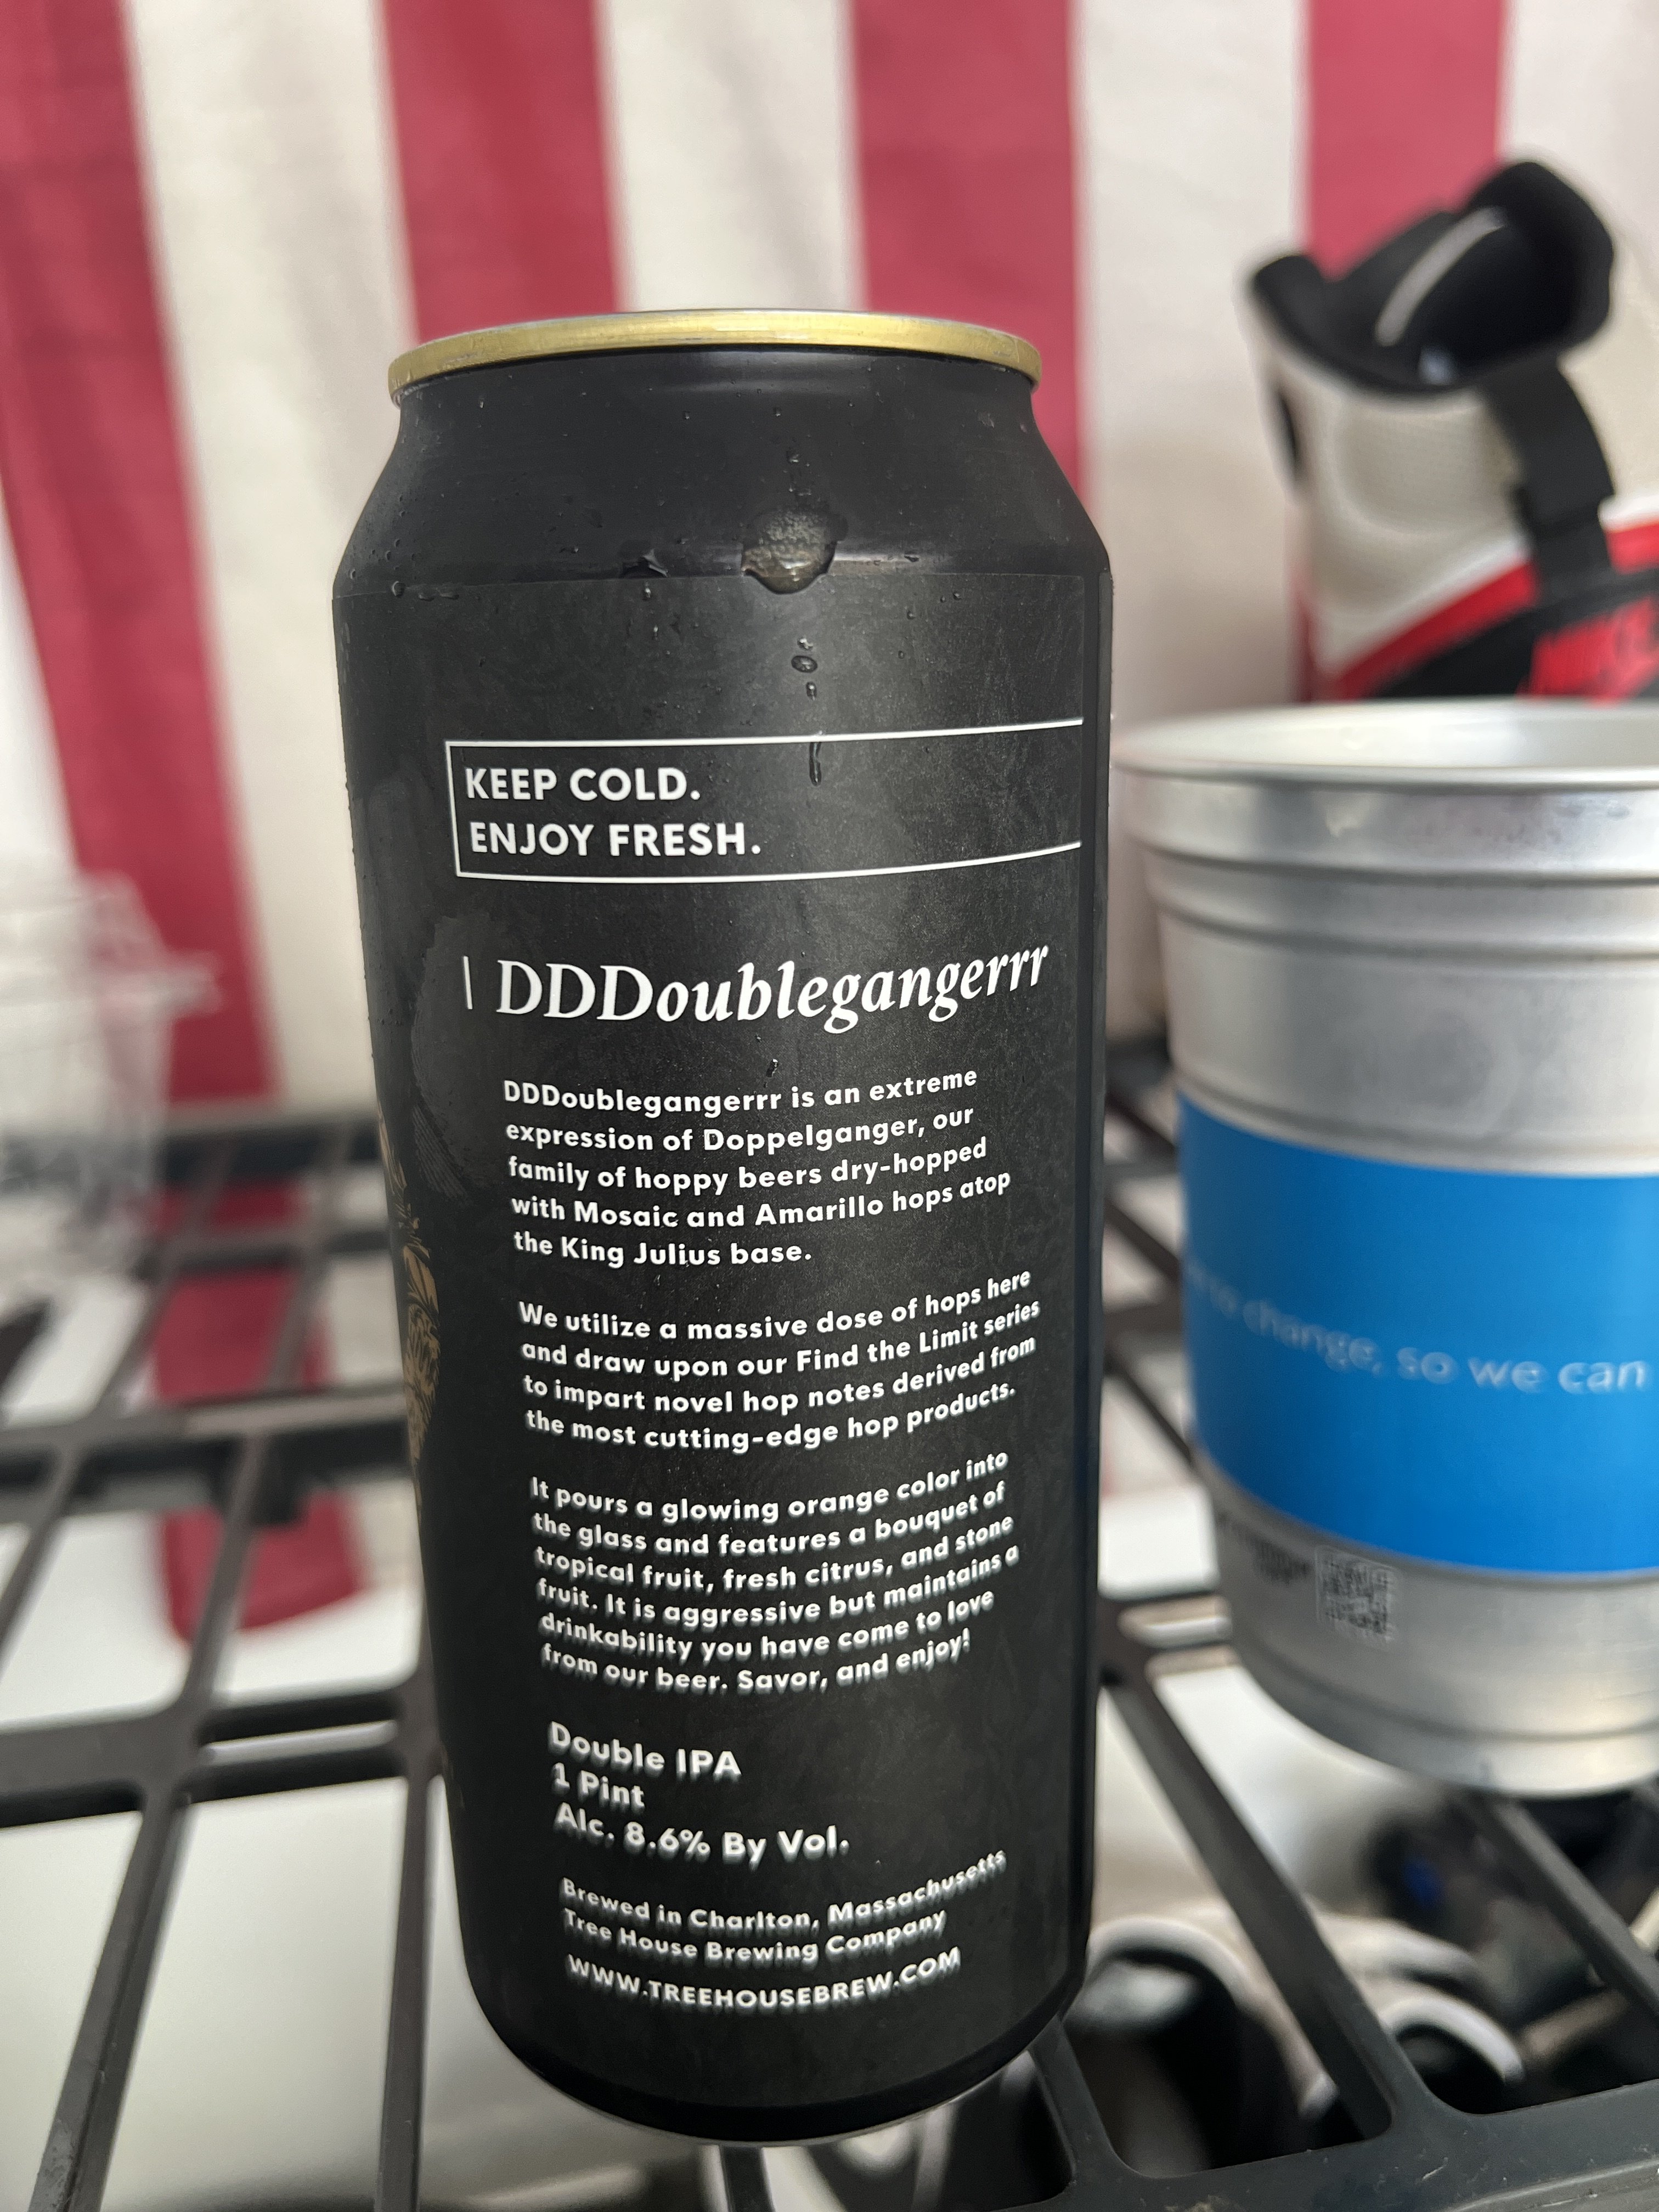 KEEP COLD.
ENJOY FRESH.
DDDoublegangerrr
DDDoublegangerrr is an extreme
expression of Doppelganger, our
family of hoppy beers dry-hopped
with Mosaic and Amarillo hops atop
the King Julius base.
We utilize a massive dose of hops here
and draw upon our Find the Limit series
to impart novel hop notes derived from
the most cutting-edge hop products.
It pours a glowing orange color into
the glass and features a bouquet of
tropical fruit, fresh citrus, and stone
fruit. It is aggressive but maintains a
drinkability you have come to love
from our beer. Savor, and enjoy!
Double IPA
1 Pint
Alc. 8.6% By Vol.
Brewed in Charlton, Massachusetts
Tree House Brewing Company
WWW.TREEHOUSEBREW.COM
NIKE
to change, so we can